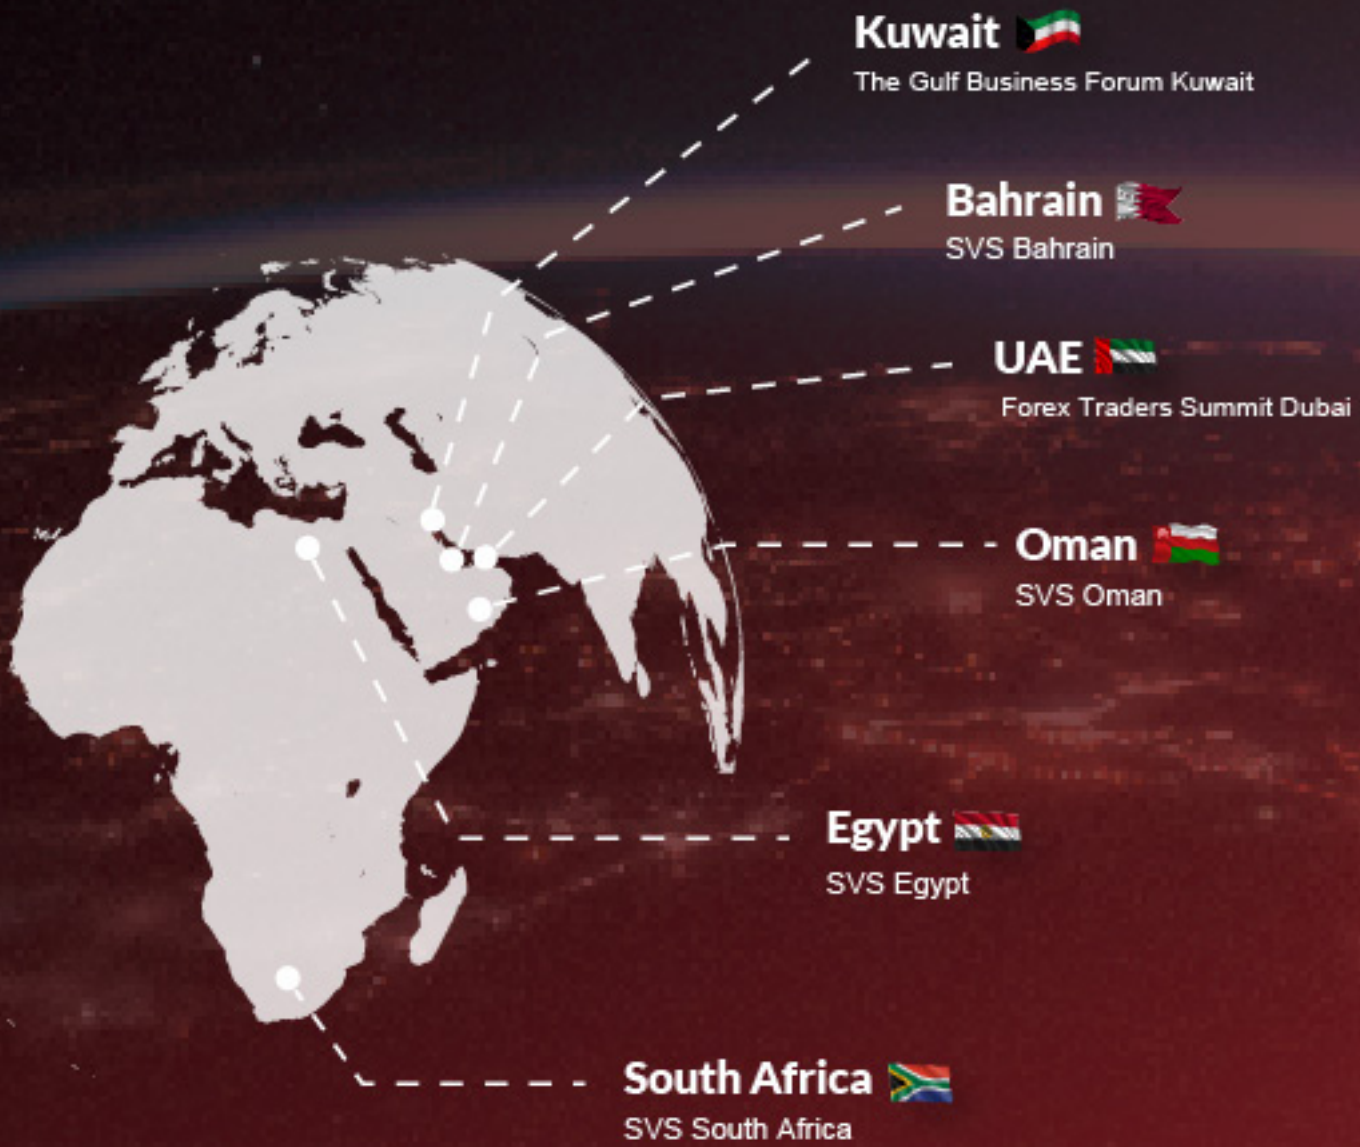 Kuwait
The Gulf Business Forum Kuwait
Bahrain
SVS Bahrain
UAE
Forex Traders Summit Dubai
Oman
SVS Oman
Egypt
SVS Egypt
South Africa
SVS South Africa